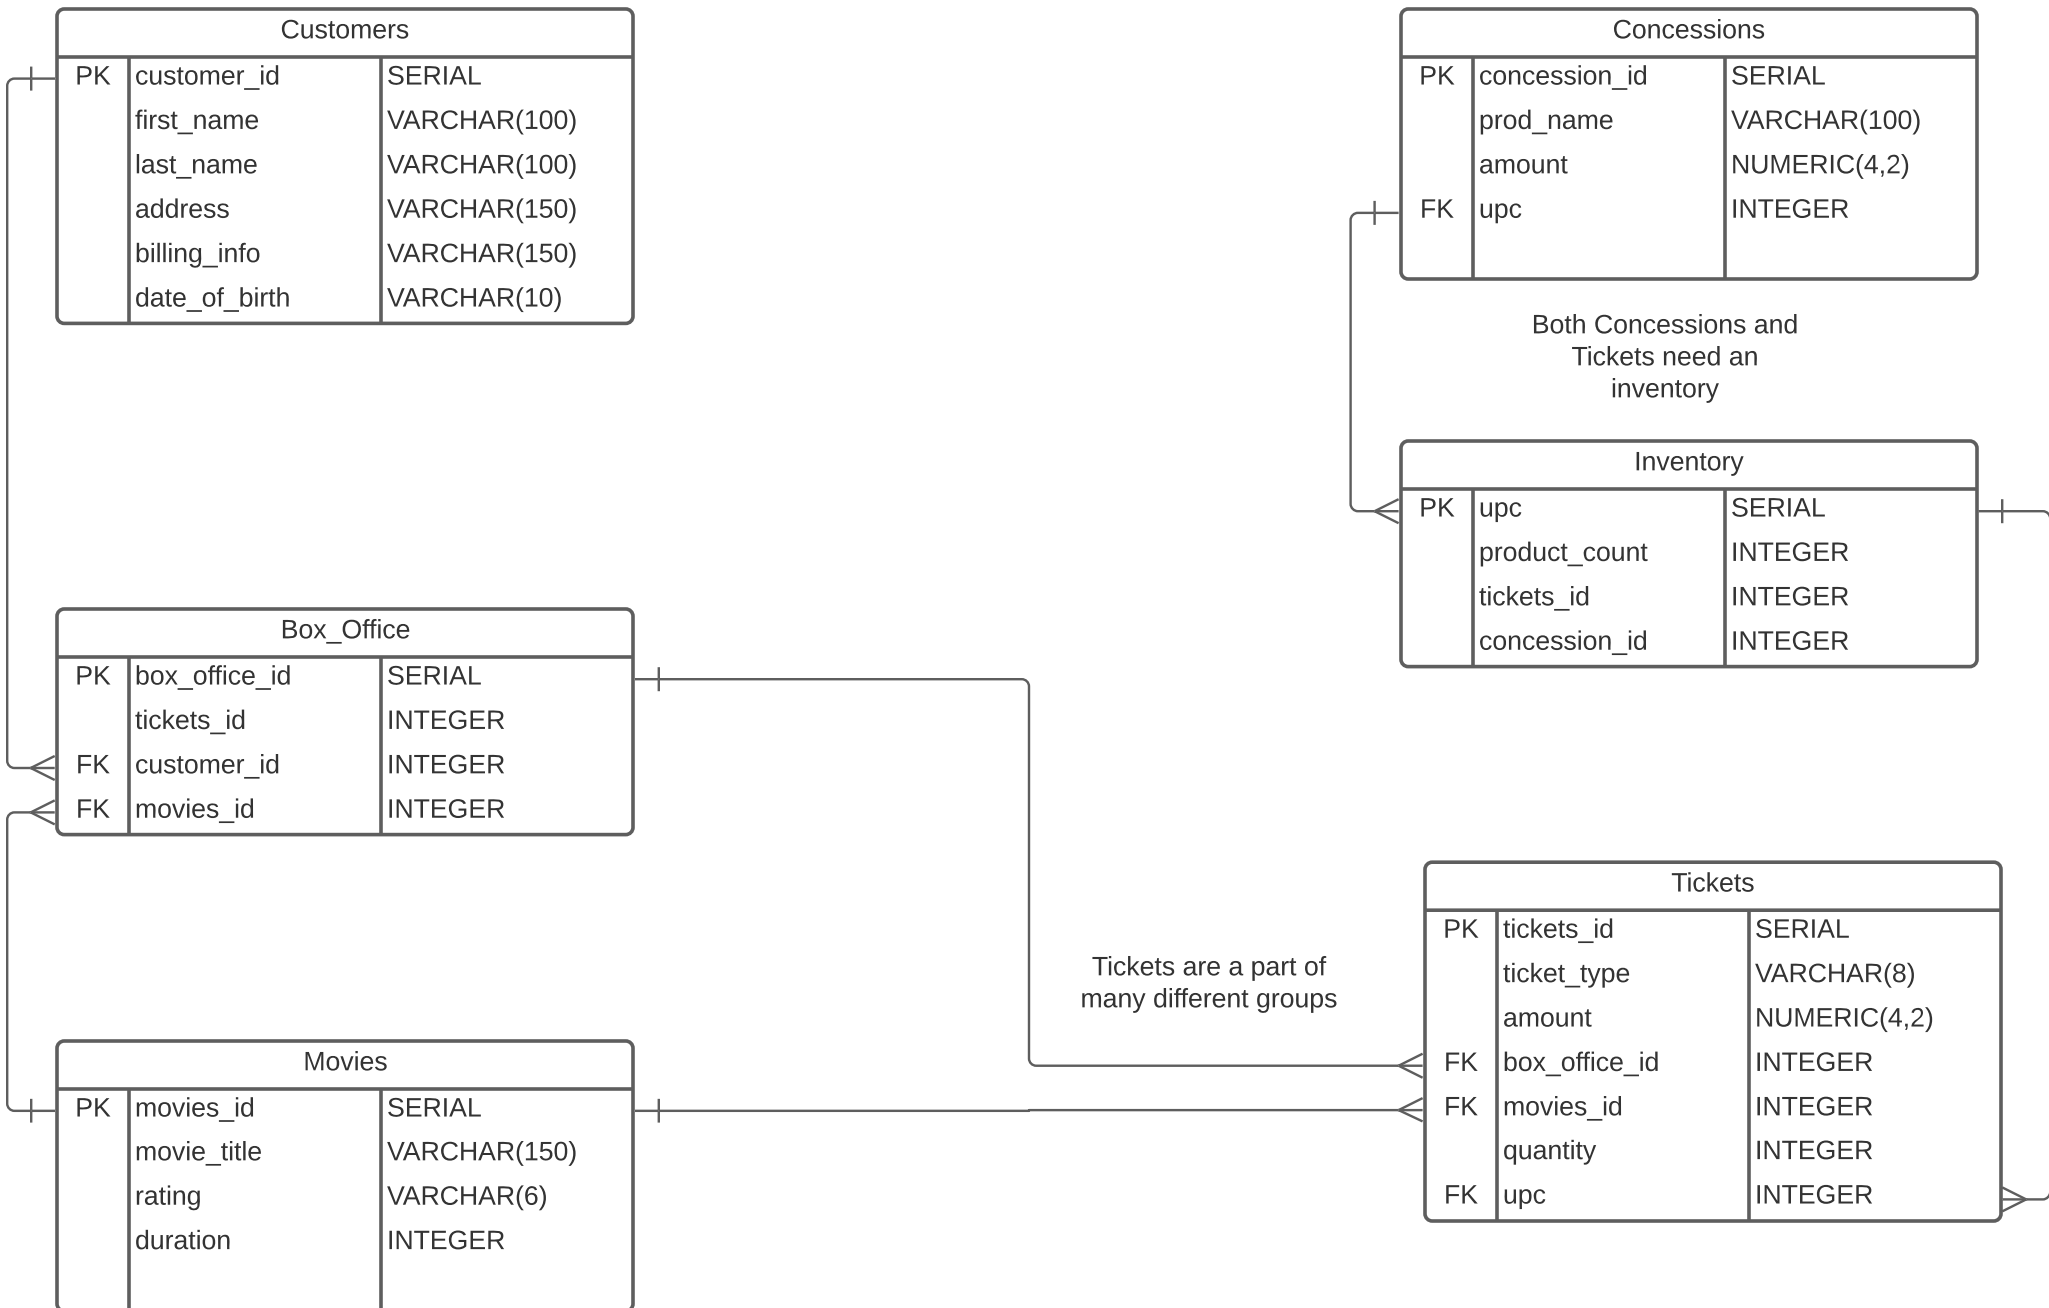 Customers
PK customer_id SERIAL
first_name VARCHAR(100)
last_name VARCHAR(100)
address VARCHAR(150)
billing_info VARCHAR(150)
date_of_birth VARCHAR(10)
Concessions
PK concession_id SERIAL
prod_name VARCHAR(100)
amount NUMERIC(4,2)
FK upc INTEGER
Both Concessions and
Tickets need an
inventory
Inventory
PK upc SERIAL
product_count INTEGER
tickets_id INTEGER
concession_id INTEGER
Box_Office
PK box_office_id SERIAL
tickets_id INTEGER
FK customer_id INTEGER
FK movies_id INTEGER
Tickets are a part of
many different groups
Tickets
PK tickets_id SERIAL
ticket_type VARCHAR(8)
amount NUMERIC(4,2)
FK box_office_id INTEGER
FK movies_id INTEGER
quantity INTEGER
FK upc INTEGER
Movies
PK movies_id SERIAL
movie_title VARCHAR(150)
rating VARCHAR(6)
duration INTEGER